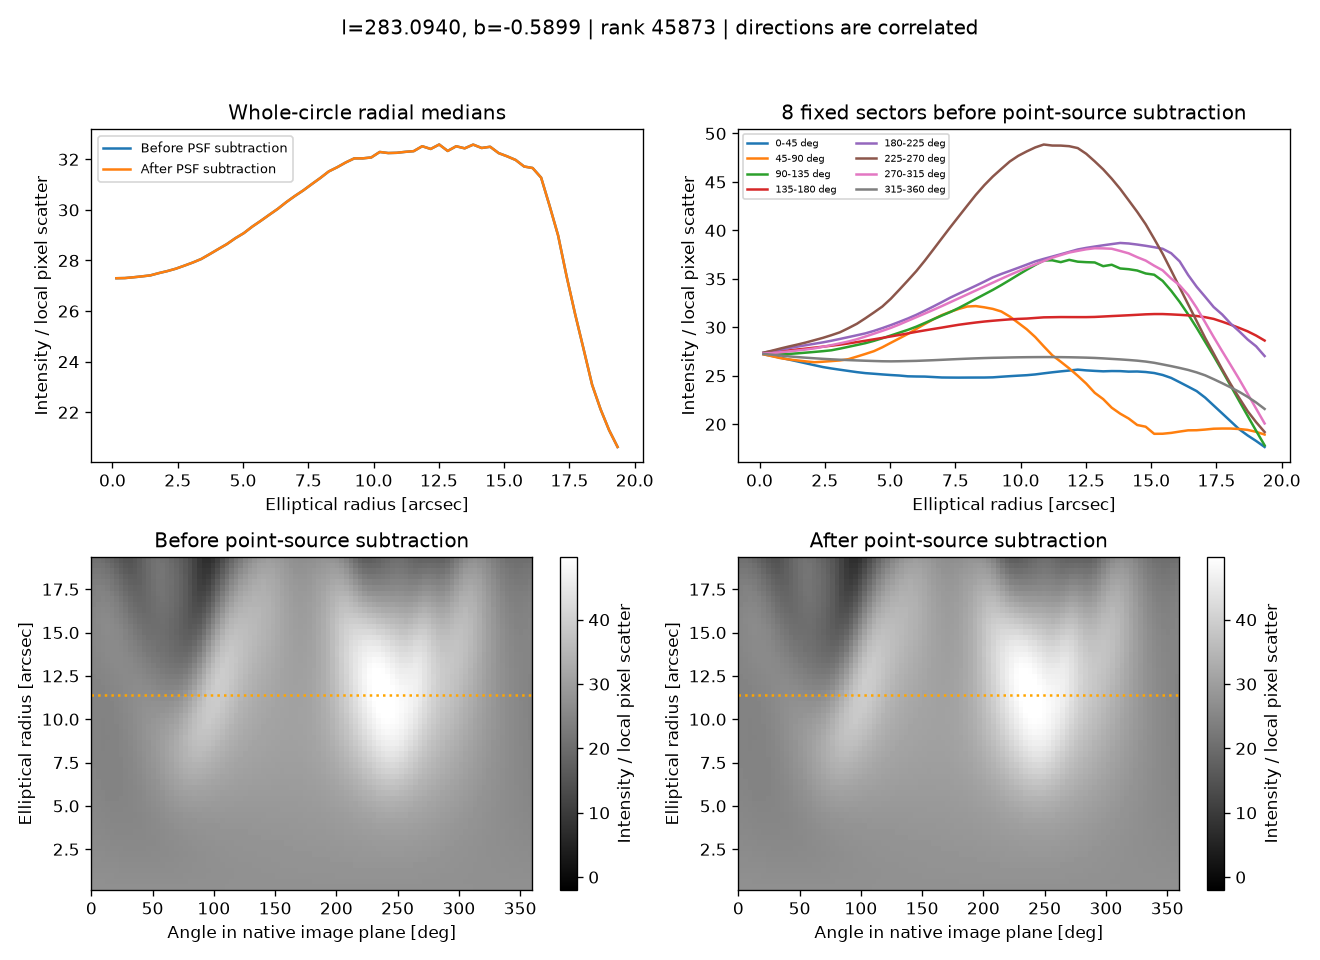 l=283.0940, b=-0.5899 | rank 45873 | directions are correlated
Whole-circle radial medians
Before PSF subtraction
After PSF subtraction
Intensity / local pixel scatter
32
30
28
26
24
22
0.0 2.5 5.0 7.5 10.0 12.5 15.0 17.5 20.0
Elliptical radius [arcsec]
8 fixed sectors before point-source subtraction
0-45 deg
45-90 deg
90-135 deg
135-180 deg
180-225 deg
225-270 deg
270-315 deg
315-360 deg
Intensity / local pixel scatter
50
45
40
35
30
25
20
0.0 2.5 5.0 7.5 10.0 12.5 15.0 17.5 20.0
Elliptical radius [arcsec]
Before point-source subtraction
Elliptical radius [arcsec]
17.5
15.0
12.5
10.0
7.5
5.0
2.5
0 50 100 150 200 250 300 350
Angle in native image plane [deg]
40
30
20
10
0
Intensity / local pixel scatter
After point-source subtraction
Elliptical radius [arcsec]
17.5
15.0
12.5
10.0
7.5
5.0
2.5
0 50 100 150 200 250 300 350
Angle in native image plane [deg]
40
30
20
10
0
Intensity / local pixel scatter